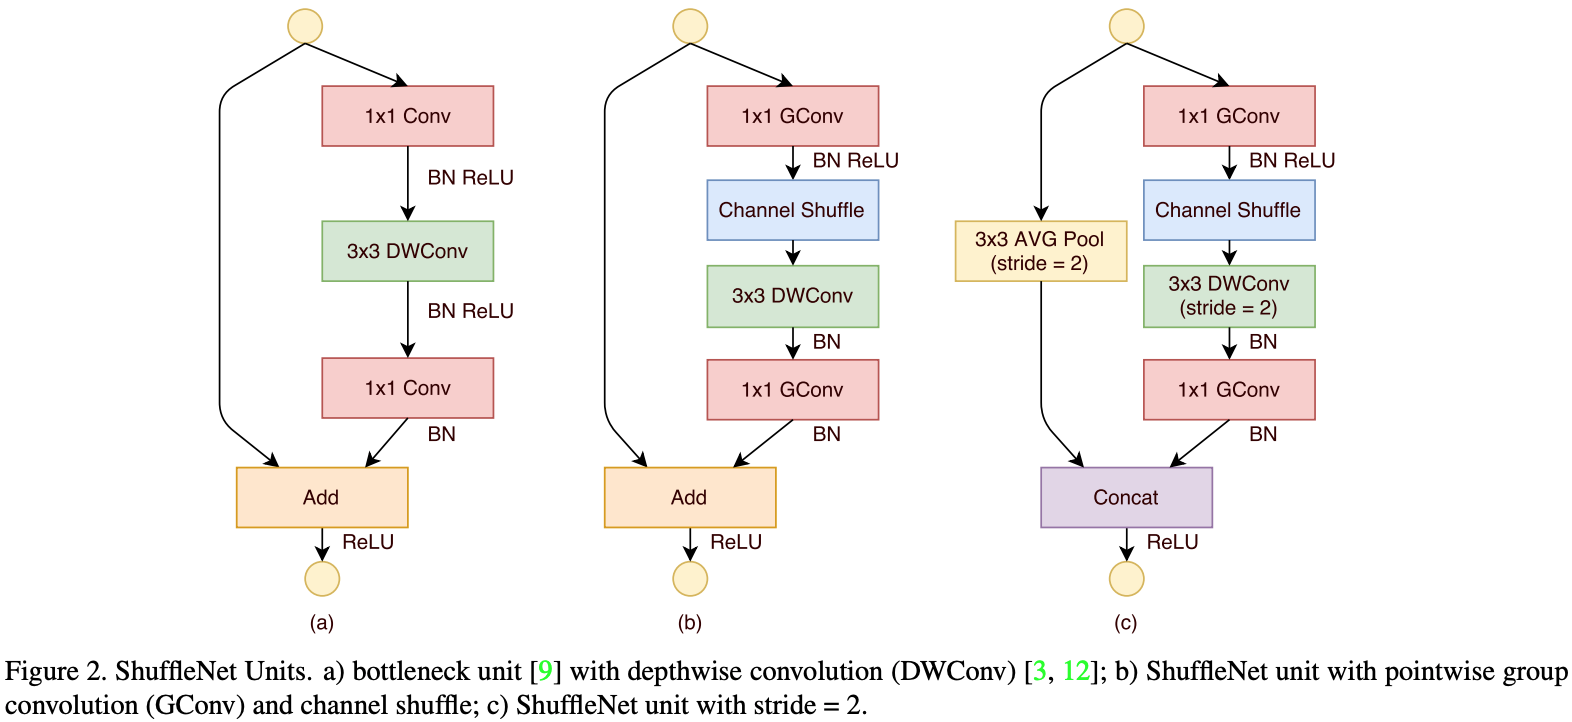 1x1 Conv
BN ReLU
3x3 DWConv
BN ReLU
1x1 Conv
BN
Add
ReLU
(a)
1x1 GConv
BN ReLU
Channel Shuffle
3x3 DWConv
BN
1x1 GConv
BN
Add
ReLU
(b)
3x3 AVG Pool
(stride = 2)
1x1 GConv
BN ReLU
Channel Shuffle
3x3 DWConv
(stride = 2)
BN
1x1 GConv
BN
Concat
ReLU
(c)
Figure 2. ShuffleNet Units. a) bottleneck unit [9] with depthwise convolution (DWConv) [3, 12]; b) ShuffleNet unit with pointwise group
convolution (GConv) and channel shuffle; c) ShuffleNet unit with stride = 2.